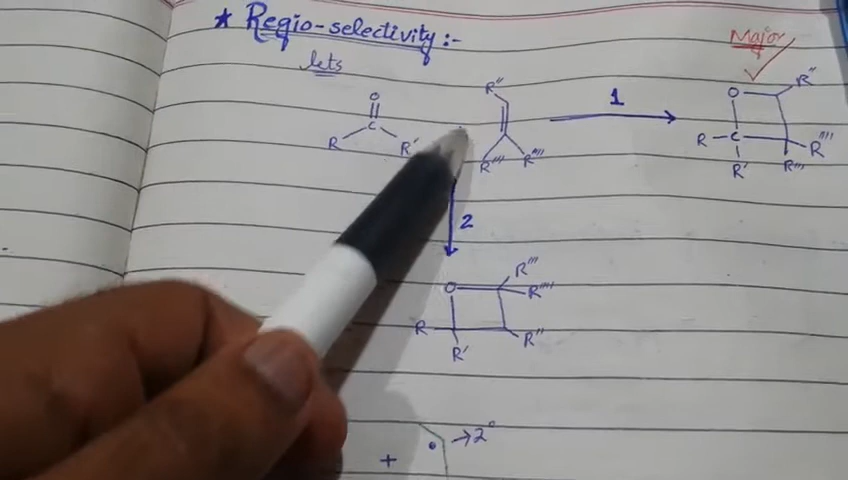 ★ Regio-selectivity :-
Major
lets
O
C
R
R'
R''
R'''
R''''
1
O
R''
R
C
R'
R'''
R''''
2
O
R'''
R''''
R
R'
R''
+
→ 2°